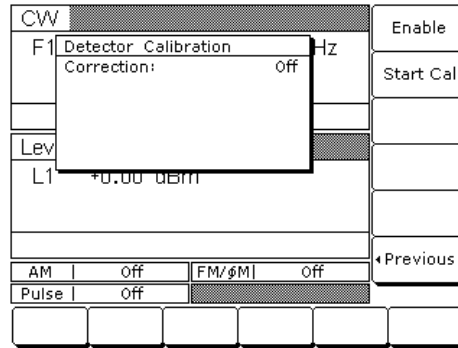 CW
F1 Hz
Detector Calibration
Correction: Off
Lev
L1 +0.00 dBm
AM | Off
FM/ϕM| Off
Pulse | Off
Enable
Start Cal
◂Previous